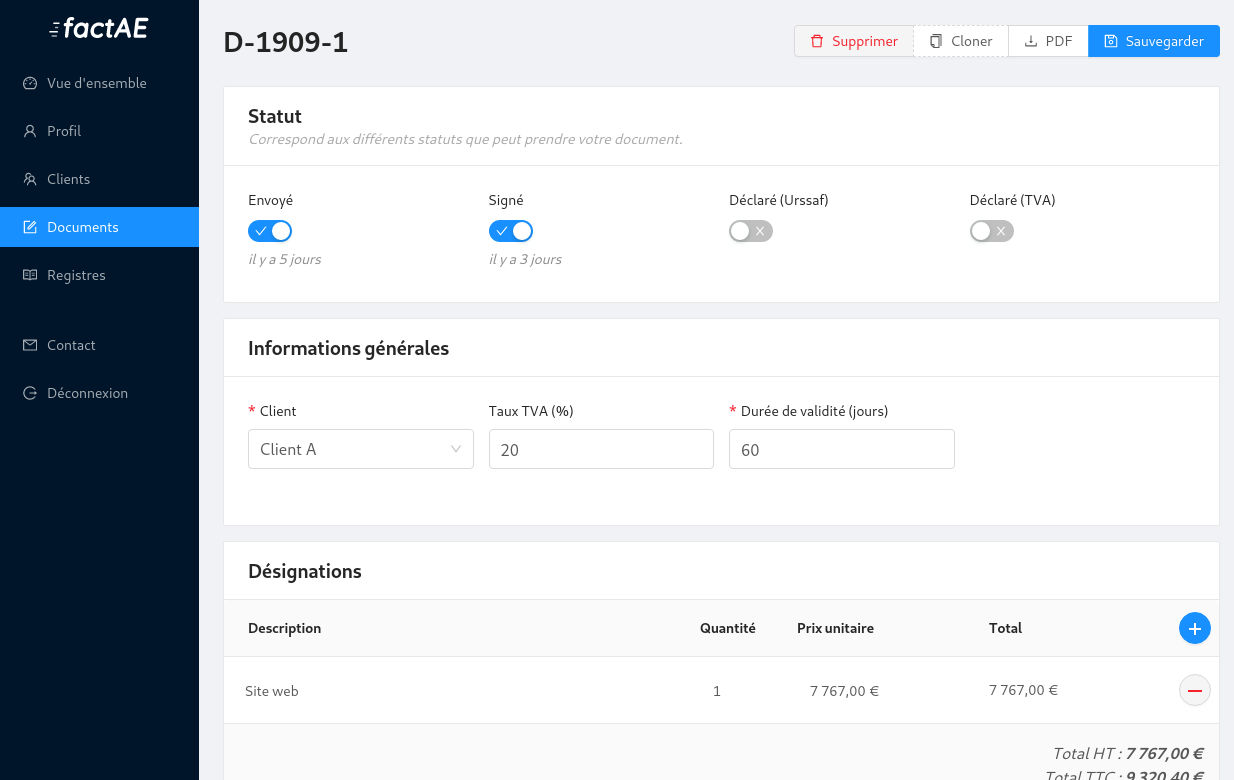 factAE
Vue d'ensemble
Profil
Clients
Documents
Registres
Contact
Déconnexion
D-1909-1
Supprimer Cloner PDF Sauvegarder
Statut
Correspond aux différents statuts que peut prendre votre document.
Envoyé Signé Déclaré (Urssaf) Déclaré (TVA)
il y a 5 jours il y a 3 jours
Informations générales
* Client Taux TVA (%) * Durée de validité (jours)
Client A 20 60
Désignations
Description Quantité Prix unitaire Total
Site web 1 7 767,00 € 7 767,00 €
Total HT : 7 767,00 €
Total TTC : 9 320,40 €